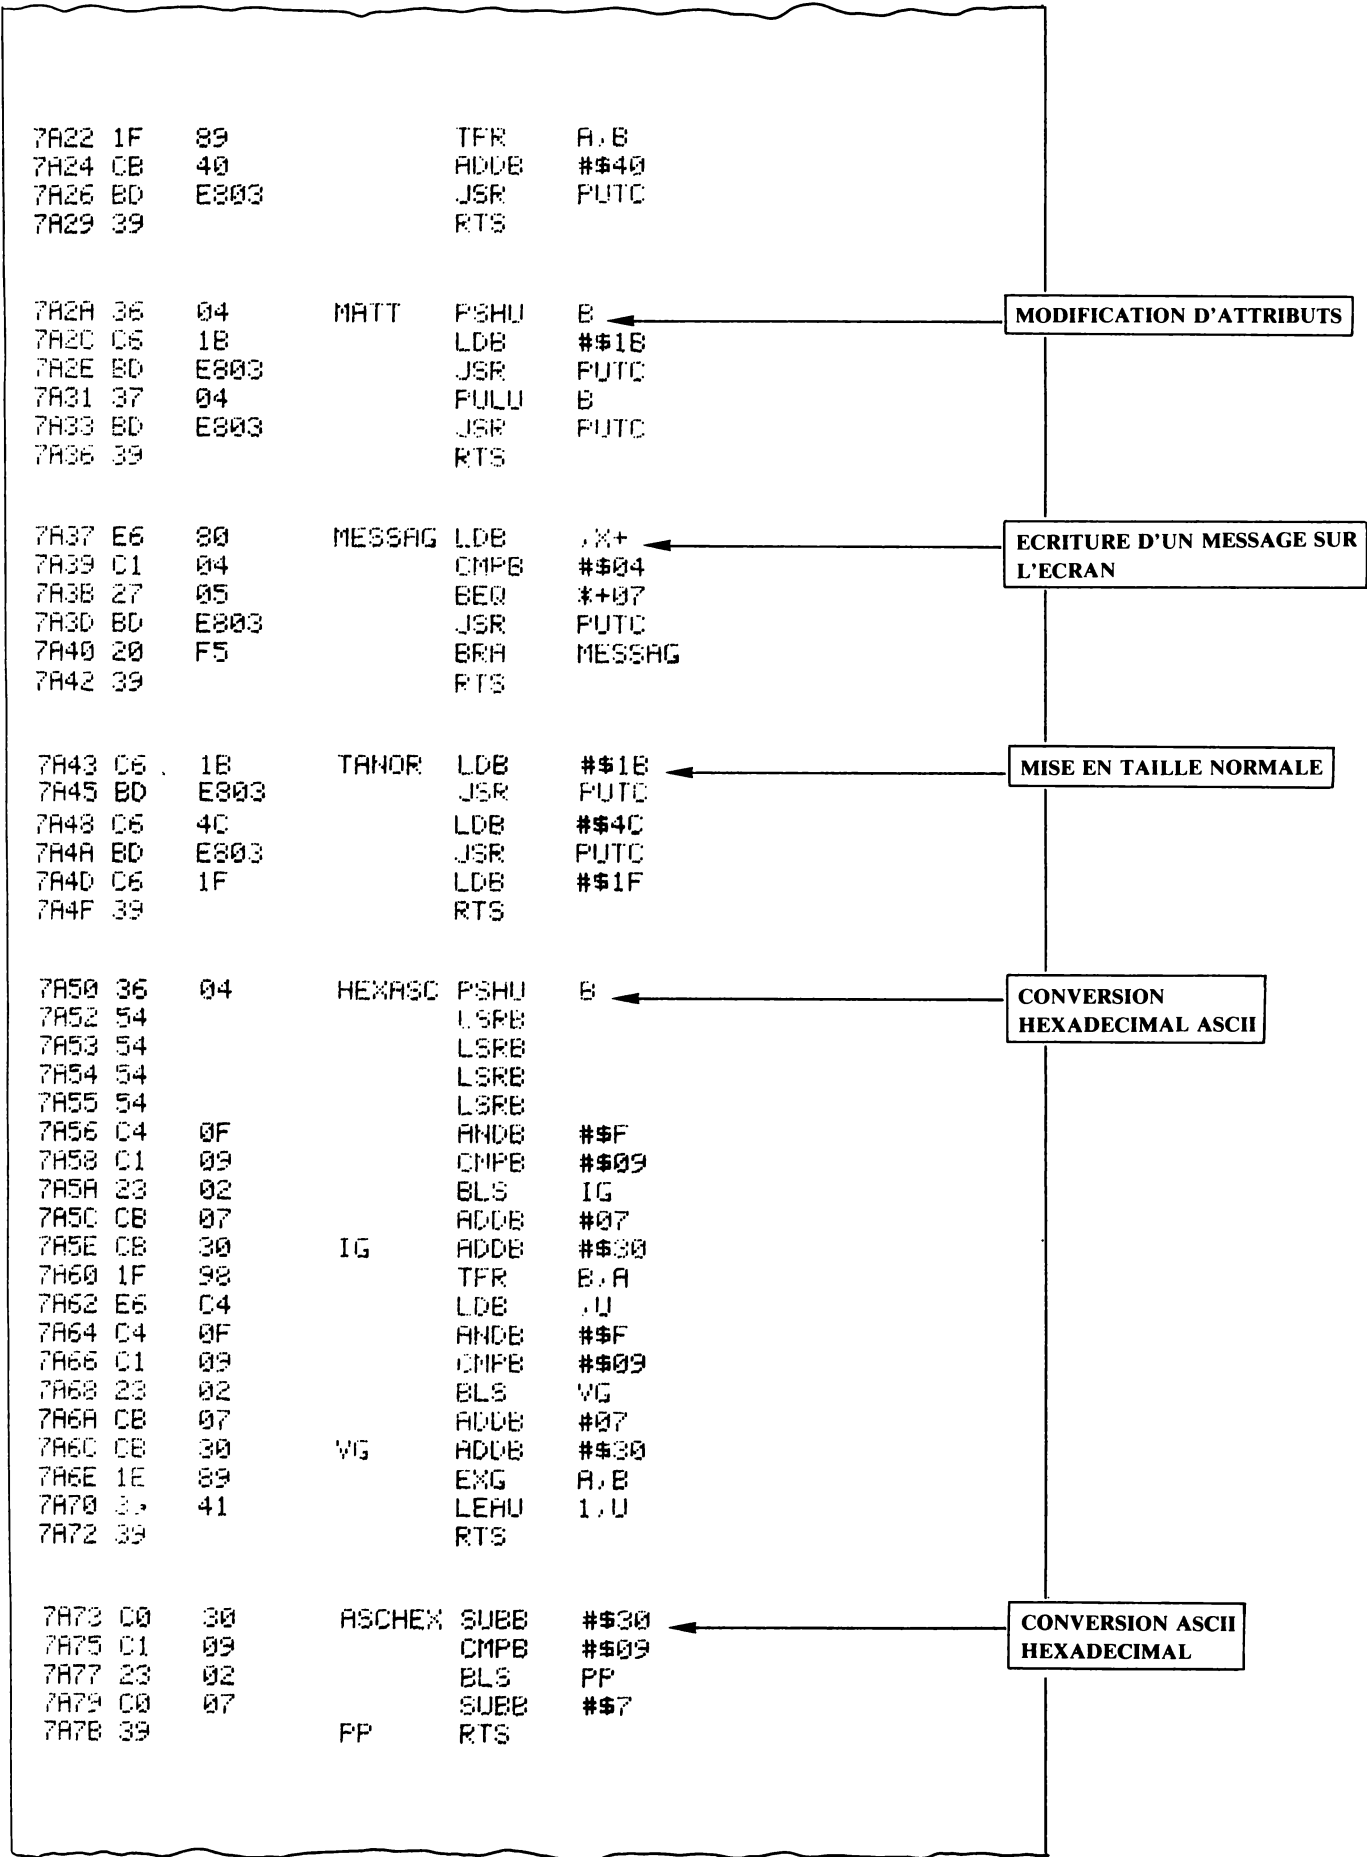 7A22 1F 89 TFR A,B
7A24 CB 40 ADDB #$40
7A26 BD E803 JSR PUTC
7A29 39 RTS
7A2A 36 04 MATT PSHU B MODIFICATION D'ATTRIBUTS
7A2C C6 1B LDB #$1B
7A2E BD E803 JSR PUTC
7A31 37 04 PULU B
7A33 BD E803 JSR PUTC
7A36 39 RTS
7A37 E6 80 MESSAG LDB ,X+ ECRITURE D'UN MESSAGE SUR
L'ECRAN
7A39 C1 04 CMPB #$04
7A3B 27 05 BEQ *+07
7A3D BD E803 JSR PUTC
7A40 20 F5 BRA MESSAG
7A42 39 RTS
7A43 C6 1B TANOR LDB #$1B MISE EN TAILLE NORMALE
7A45 BD E803 JSR PUTC
7A48 C6 4C LDB #$4C
7A4A BD E803 JSR PUTC
7A4D C6 1F LDB #$1F
7A4F 39 RTS
7A50 36 04 HEXASC PSHU B CONVERSION
HEXADECIMAL ASCII
7A52 54 LSRB
7A53 54 LSRB
7A54 54 LSRB
7A55 54 LSRB
7A56 C4 0F ANDB #$F
7A58 C1 09 CMPB #$09
7A5A 23 02 BLS IG
7A5C CB 07 ADDB #07
7A5E CB 30 IG ADDB #$30
7A60 1F 98 TFR B,A
7A62 E6 C4 LDB ,U
7A64 C4 0F ANDB #$F
7A66 C1 09 CMPB #$09
7A68 23 02 BLS VG
7A6A CB 07 ADDB #07
7A6C CB 30 VG ADDB #$30
7A6E 1E 89 EXG A,B
7A70 41 LEAU 1,U
7A72 39 RTS
7A73 C0 30 ASCHEX SUBB #$30 CONVERSION ASCII
HEXADECIMAL
7A75 C1 09 CMPB #$09
7A77 23 02 BLS PP
7A79 C0 07 SUBB #$7
7A7B 39 PP RTS